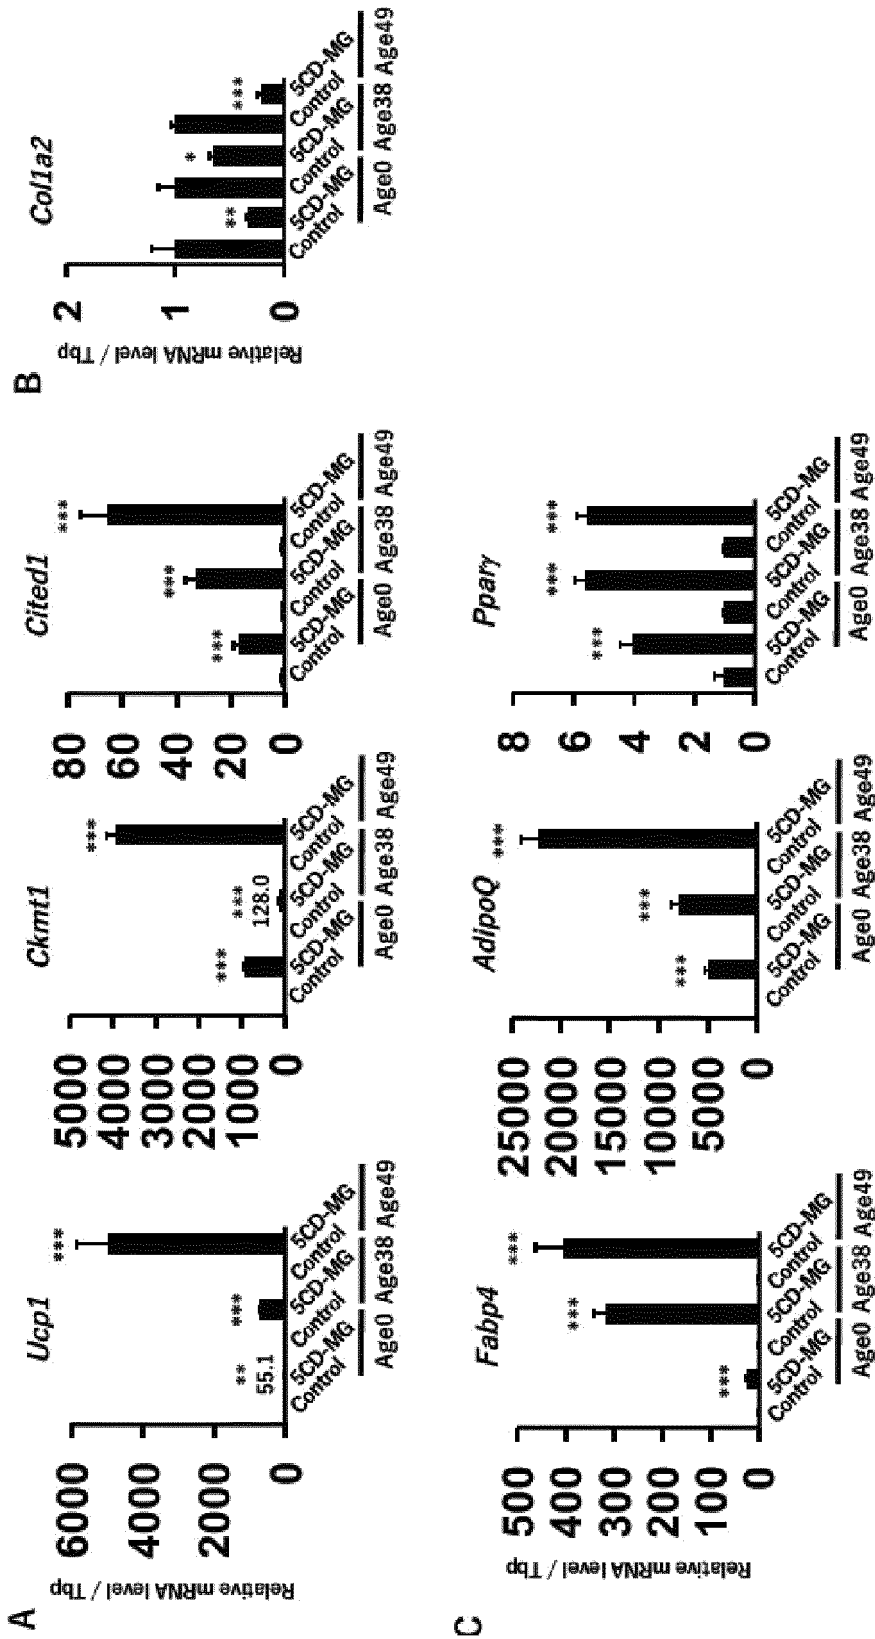 A
Relative mRNA level / Tbp
Ucp1
6000
4000
2000
0
**
55.1
***
***
Control
5CD-MG
Control
5CD-MG
Control
5CD-MG
Age0 Age38 Age49
Ckmt1
5000
4000
3000
2000
1000
0
***
***
128.0
***
Control
5CD-MG
Control
5CD-MG
Control
5CD-MG
Age0 Age38 Age49
Cited1
80
60
40
20
0
***
***
***
Control
5CD-MG
Control
5CD-MG
Control
5CD-MG
Age0 Age38 Age49
B
Relative mRNA level / Tbp
Col1a2
2
1
0
**
*
***
Control
5CD-MG
Control
5CD-MG
Control
5CD-MG
Age0 Age38 Age49
C
Relative mRNA level / Tbp
Fabp4
500
400
300
200
100
0
***
***
***
Control
5CD-MG
Control
5CD-MG
Control
5CD-MG
Age0 Age38 Age49
AdipoQ
25000
20000
15000
10000
5000
0
***
***
***
Control
5CD-MG
Control
5CD-MG
Control
5CD-MG
Age0 Age38 Age49
Pparγ
8
6
4
2
0
***
***
***
Control
5CD-MG
Control
5CD-MG
Control
5CD-MG
Age0 Age38 Age49